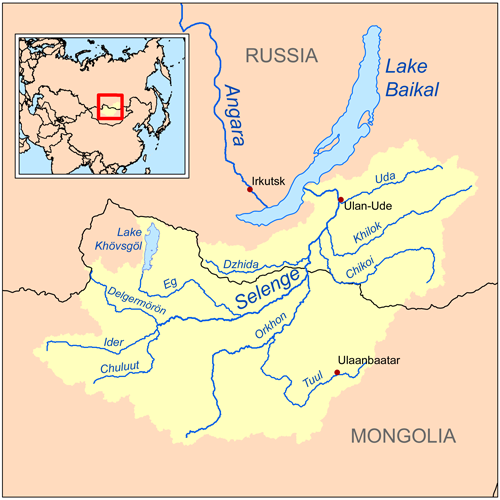 RUSSIA
Lake
Baikal
Angara
Irkutsk
Uda
Ulan-Ude
Lake
Khövsgöl
Khilok
Dzhida
Chikoi
Eg
Selenge
Delgermörön
Orkhon
Ider
Chuluut
Ulaanbaatar
Tuul
MONGOLIA